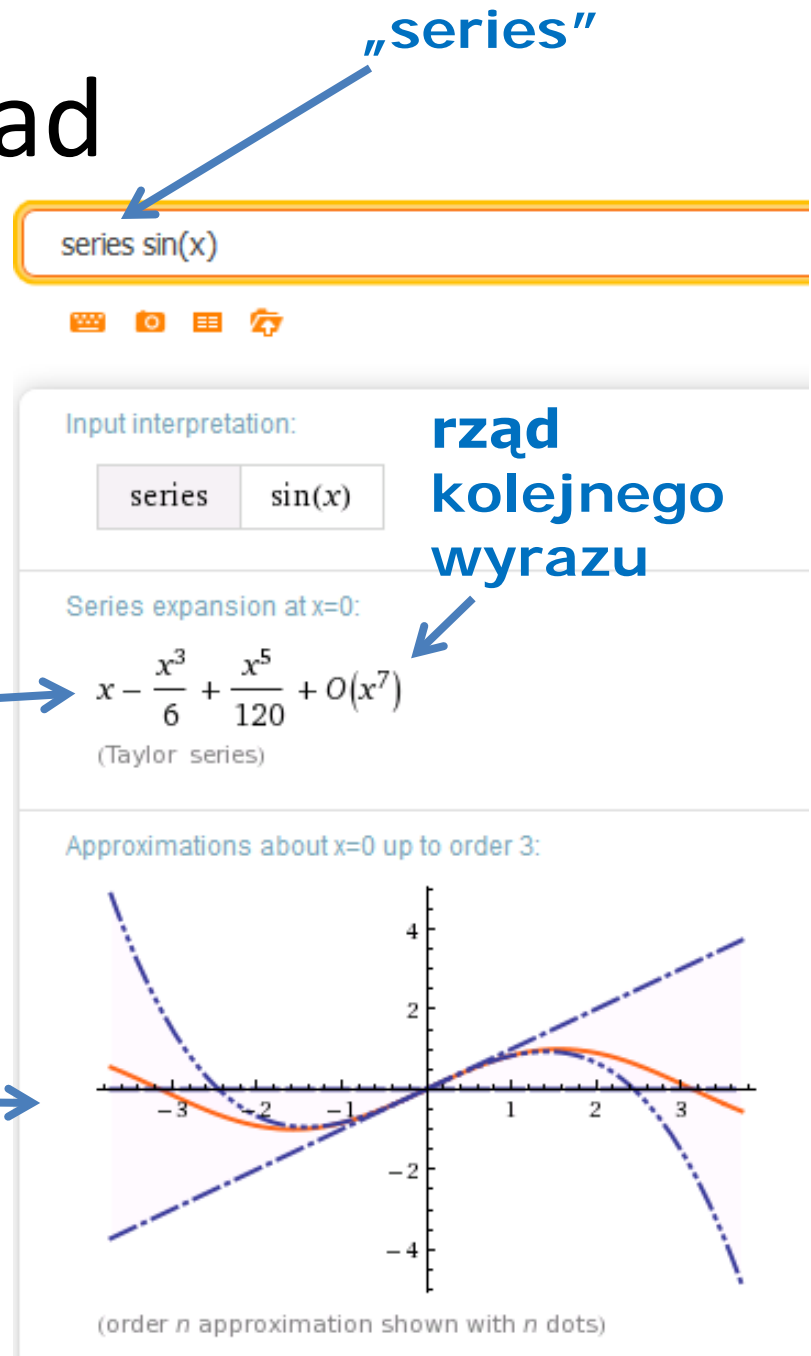 „series”
ad
series sin(x)
Input interpretation:
series sin(x)
rząd
kolejnego
wyrazu
Series expansion at x=0:
x − x³/6 + x⁵/120 + O(x⁷)
(Taylor series)
Approximations about x=0 up to order 3:
4
2
−3 −2 −1 1 2 3
−2
−4
(order n approximation shown with n dots)